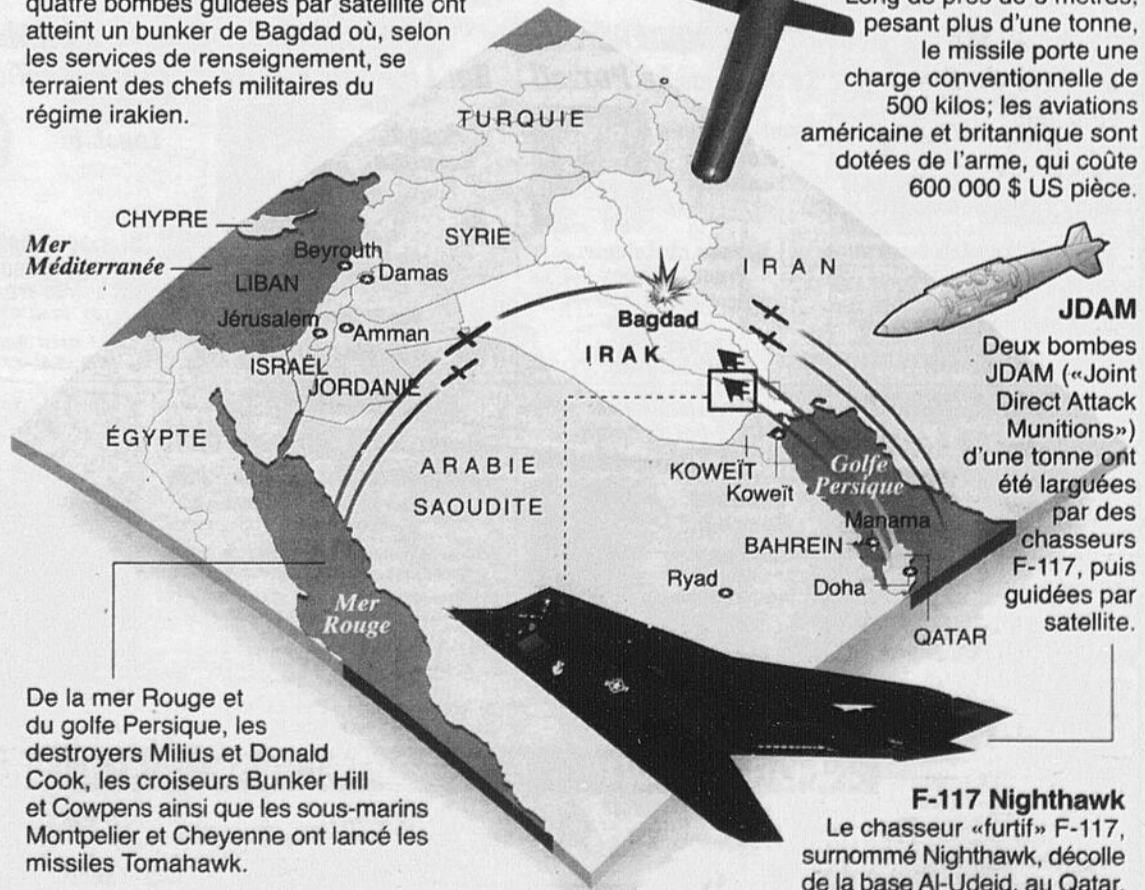 quatre bombes guidées par satellite ont
atteint un bunker de Bagdad où, selon
les services de renseignement, se
terraient des chefs militaires du
régime irakien.
pesant plus d'une tonne,
le missile porte une
charge conventionnelle de
500 kilos; les aviations
américaine et britannique sont
dotées de l'arme, qui coûte
600 000 $ US pièce.
TURQUIE
CHYPRE
Mer
Méditerranée
Beyrouth
SYRIE
Damas
LIBAN
IRAN
Bagdad
Jérusalem
Amman
IRAK
ISRAËL
JORDANIE
ÉGYPTE
ARABIE
SAOUDITE
KOWEÏT
Koweït
Golfe
Persique
Manama
BAHREIN
Ryad
Doha
QATAR
Mer
Rouge
JDAM
Deux bombes
JDAM («Joint
Direct Attack
Munitions»)
d'une tonne ont
été larguées
par des
chasseurs
F-117, puis
guidées par
satellite.
De la mer Rouge et
du golfe Persique, les
destroyers Milius et Donald
Cook, les croiseurs Bunker Hill
et Cowpens ainsi que les sous-marins
Montpelier et Cheyenne ont lancé les
missiles Tomahawk.
F-117 Nighthawk
Le chasseur «furtif» F-117,
surnommé Nighthawk, décolle
de la base Al-Udeid, au Qatar.